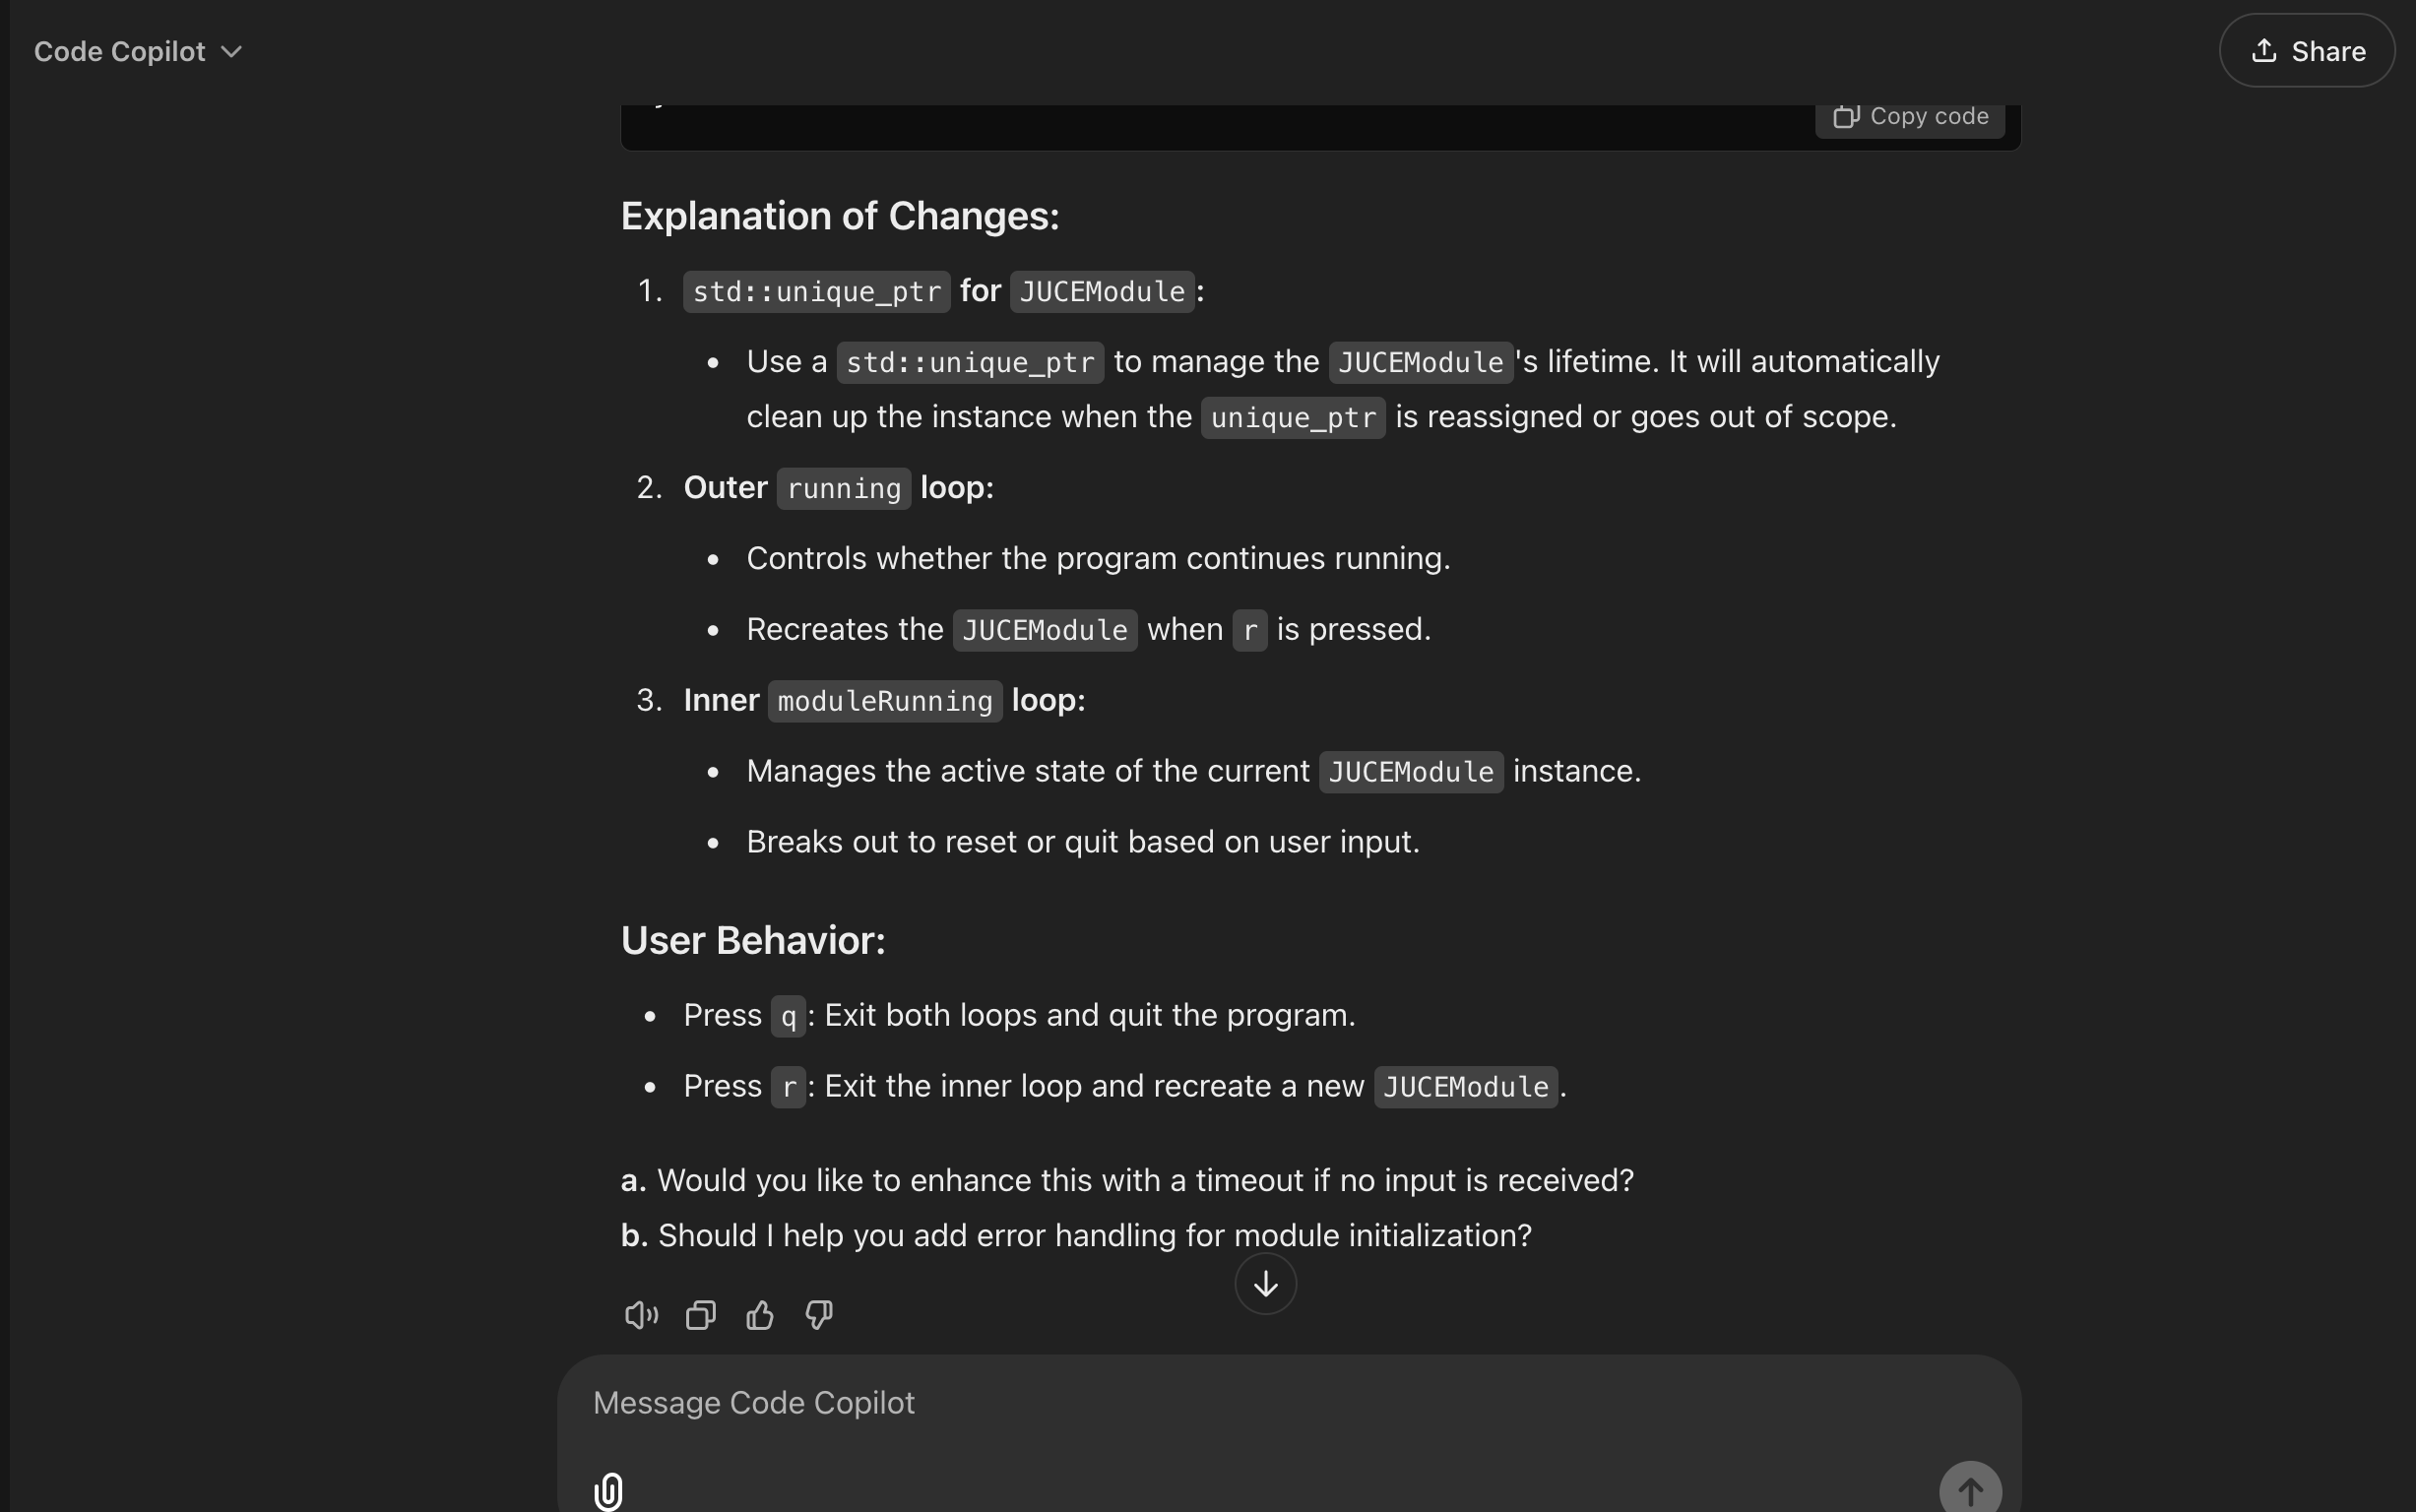 Code Copilot
Share
Copy code
Explanation of Changes:
1. std::unique_ptr for JUCEModule:
• Use a std::unique_ptr to manage the JUCEModule's lifetime. It will automatically
clean up the instance when the unique_ptr is reassigned or goes out of scope.
2. Outer running loop:
• Controls whether the program continues running.
• Recreates the JUCEModule when r is pressed.
3. Inner moduleRunning loop:
• Manages the active state of the current JUCEModule instance.
• Breaks out to reset or quit based on user input.
User Behavior:
• Press q: Exit both loops and quit the program.
• Press r: Exit the inner loop and recreate a new JUCEModule.
a. Would you like to enhance this with a timeout if no input is received?
b. Should I help you add error handling for module initialization?
Message Code Copilot